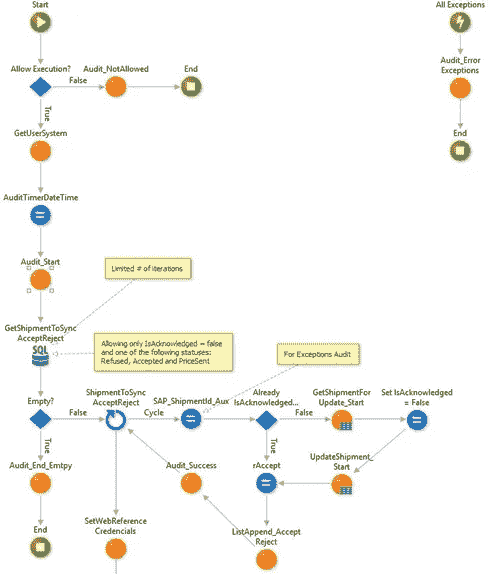 Start
All Exceptions
Allow Execution?
Audit_NotAllowed
End
Audit_Error
Exceptions
False
True
GetUserSystem
End
AuditTimerDateTime
Audit_Start
Limited # of iterations
GetShipmentToSync
AcceptReject
SQL
Allowing only IsAcknowledged = false
and one of the following statuses:
Refused, Accepted and PriceSent
For Exceptions Audit
Empty?
False
ShipmentToSync
AcceptReject
Cycle
SAP_ShipmentId_Aux
Already
IsAcknowledged...
False
GetShipmentFor
Update_Start
Set IsAcknowledged
= False
True
True
Audit_End_Emtpy
Audit_Success
rAccept
UpdateShipment_
Start
End
SetWebReference
Credencials
ListAppend_Accept
Reject